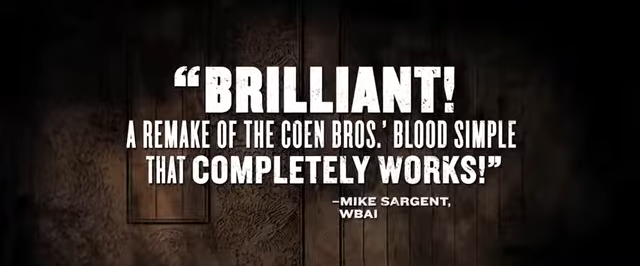 “BRILLIANT!
A REMAKE OF THE COEN BROS.’ BLOOD SIMPLE
THAT COMPLETELY WORKS!”
–MIKE SARGENT,
WBAI